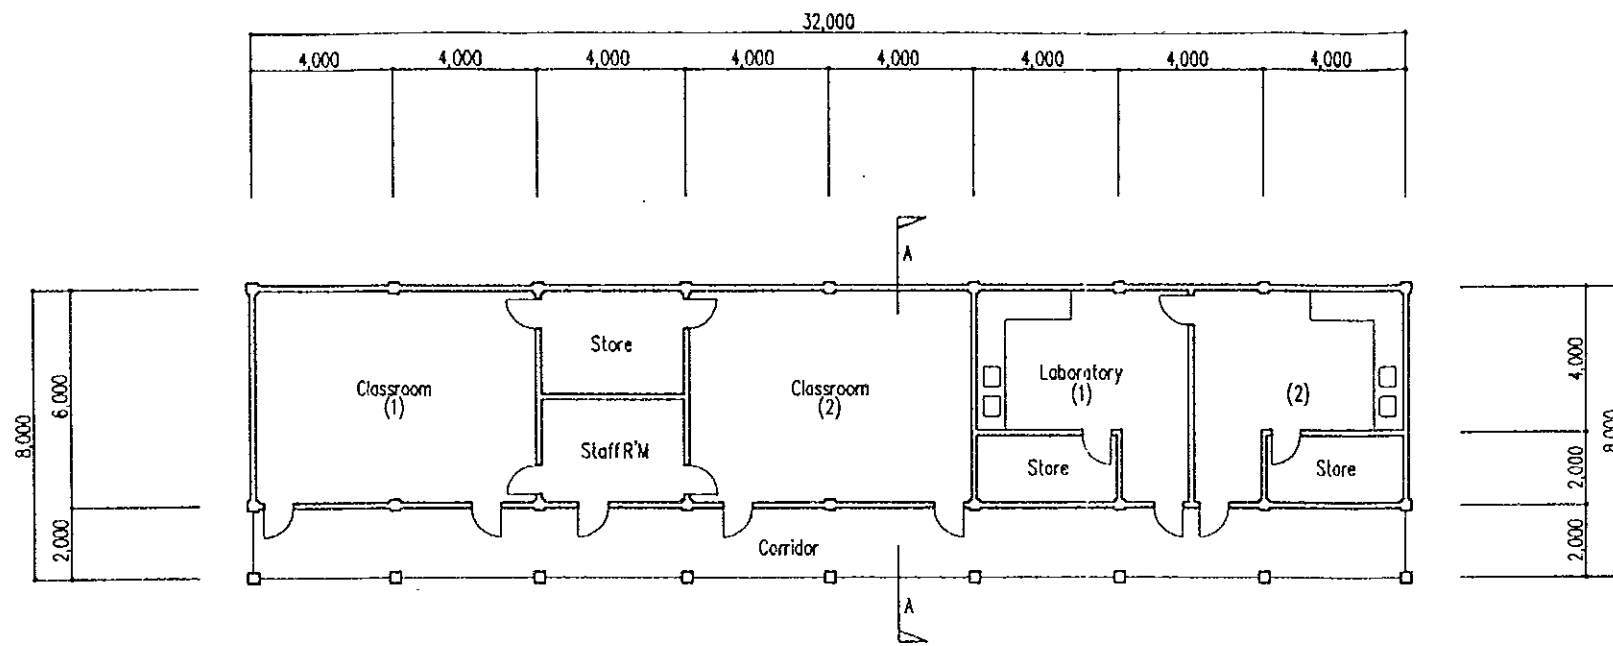 32,000
4,000 4,000 4,000 4,000 4,000 4,000 4,000 4,000
A
Store
Classroom
(1)
Classroom
(2)
Laboratory
(1)
(2)
Staff R'M
Store
Store
Corridor
A
8,000
6,000
2,000
4,000
2,000
2,000
8,000